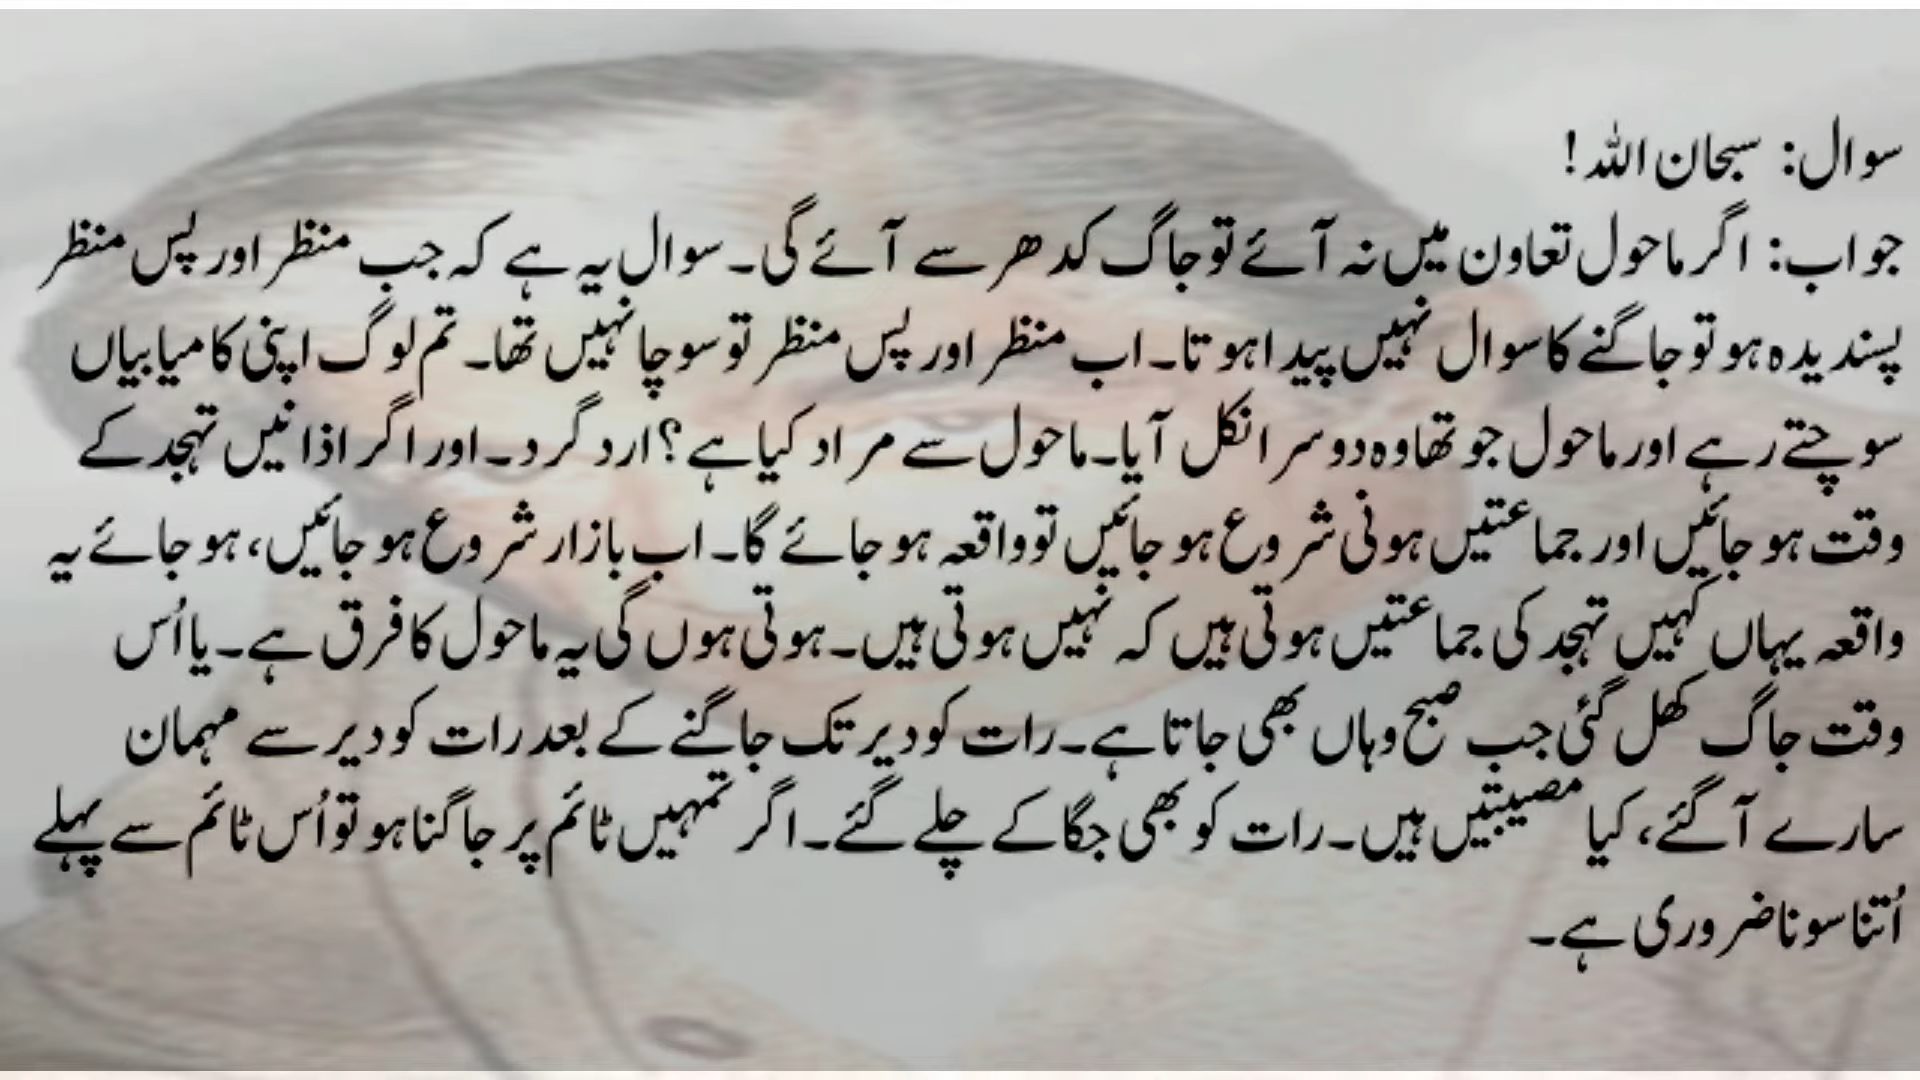 سوال: سبحان اللہ!
جواب: اگر ماحول تعاون میں نہ آئے تو جاگ کدھر سے آئے گی۔ سوال یہ ہے کہ جب منظر اور پس منظر
پسندیدہ ہو تو جاگنے کا سوال نہیں پیدا ہوتا۔ اب منظر اور پس منظر تو سوچا نہیں تھا۔ تم لوگ اپنی کامیابیاں
سوچتے رہے اور ماحول جو تھا وہ دوسرا نکل آیا۔ ماحول سے مراد کیا ہے؟ ارد گرد۔ اور اگر اذانیں تہجد کے
وقت ہو جائیں اور جماعتیں ہونی شروع ہو جائیں تو واقعہ ہو جائے گا۔ اب بازار شروع ہو جائیں، ہو جائے یہ
واقعہ یہاں کہیں تہجد کی جماعتیں ہوتی ہیں کہ نہیں ہوتی ہیں۔ ہوتی ہوں گی یہ ماحول کا فرق ہے۔ یا اُس
وقت جاگ کھل گئی جب صبح وہاں بھی جاتا ہے۔ رات کو دیر تک جاگنے کے بعد رات کو دیر سے مہمان
سارے آگئے، کیا مصیبتیں ہیں۔ رات کو بھی جگا کے چلے گئے۔ اگر تمہیں ٹائم پر جاگنا ہو تو اُس ٹائم سے پہلے
اُتنا سونا ضروری ہے۔